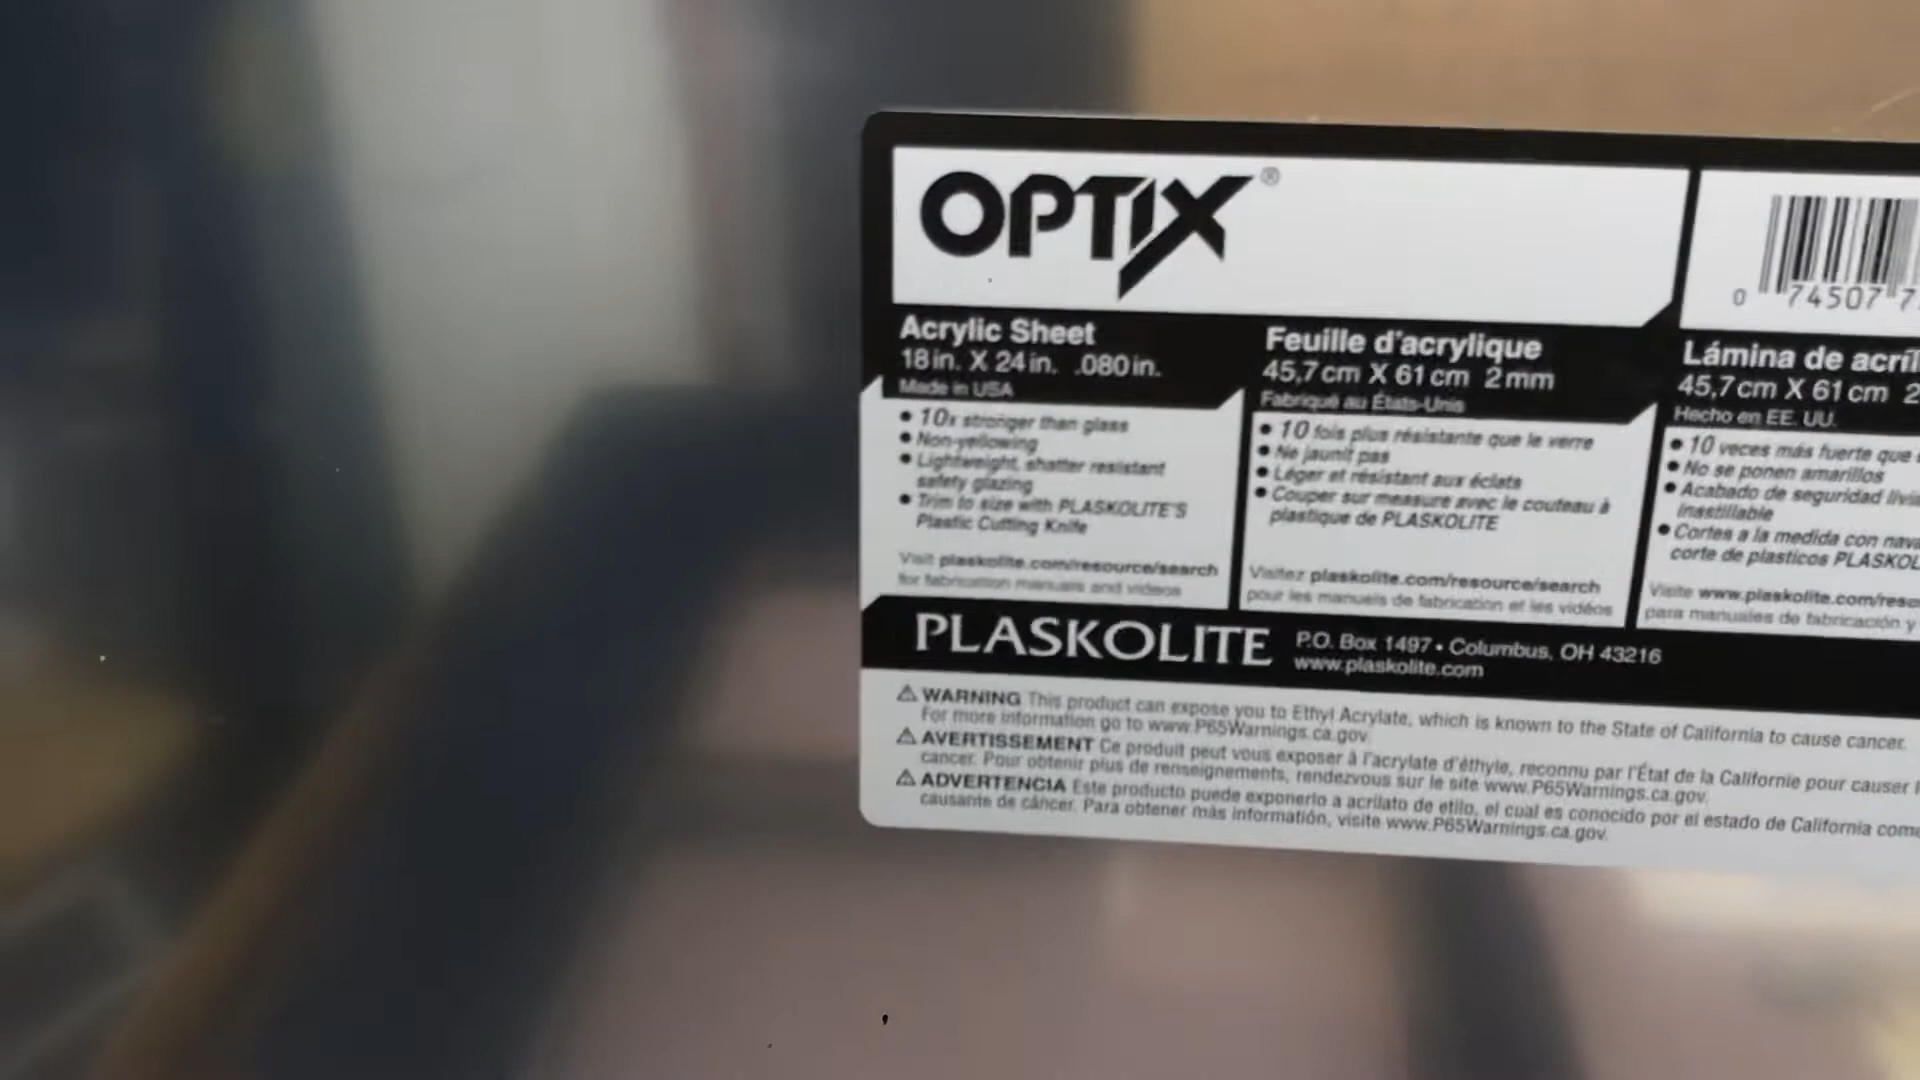 OPTIX®
0 74507 7
Acrylic Sheet
18 in. X 24 in. .080 in.
Made in USA
• 10x stronger than glass
• Non-yellowing
• Lightweight, shatter resistant
safety glazing
• Trim to size with PLASKOLITE'S
Plastic Cutting Knife
Visit plaskolite.com/resource/search
for fabrication manuals and videos
Feuille d'acrylique
45,7 cm X 61 cm 2 mm
Fabriqué au États-Unis
• 10 fois plus résistante que le verre
• Ne jaunit pas
• Léger et résistant aux éclats
• Couper sur measure avec le couteau à
plastique de PLASKOLITE
Visitez plaskolite.com/resource/search
pour les manuels de fabrication et les vidéos
Lámina de
45,7 cm X 61 cm 2
Hecho en EE. UU.
• 10 veces más fuerte que
• No se ponen amarillos
• Acabado de seguridad
inastillable
• Cortes a la medida con
corte de plasticos
Visite
para manuales de fabricación y
PLASKOLITE P.O. Box 1497 • Columbus, OH 43216
www.plaskolite.com
⚠ WARNING This product can expose you to Ethyl Acrylate, which is known to the State of California to cause cancer.
For more information go to www.P65Warnings.ca.gov
⚠ AVERTISSEMENT Ce produit peut vous exposer à l'acrylate d'éthyle, reconnu par l'État de la Californie pour causer
cancer. Pour obtenir plus de renseignements, rendezvous sur le site www.P65Warnings.ca.gov.
⚠ ADVERTENCIA Este producto puede exponerlo a acrilato de etilo, el cual es conocido por el estado de California
causante de cáncer. Para obtener más información, visite www.P65Warnings.ca.gov.